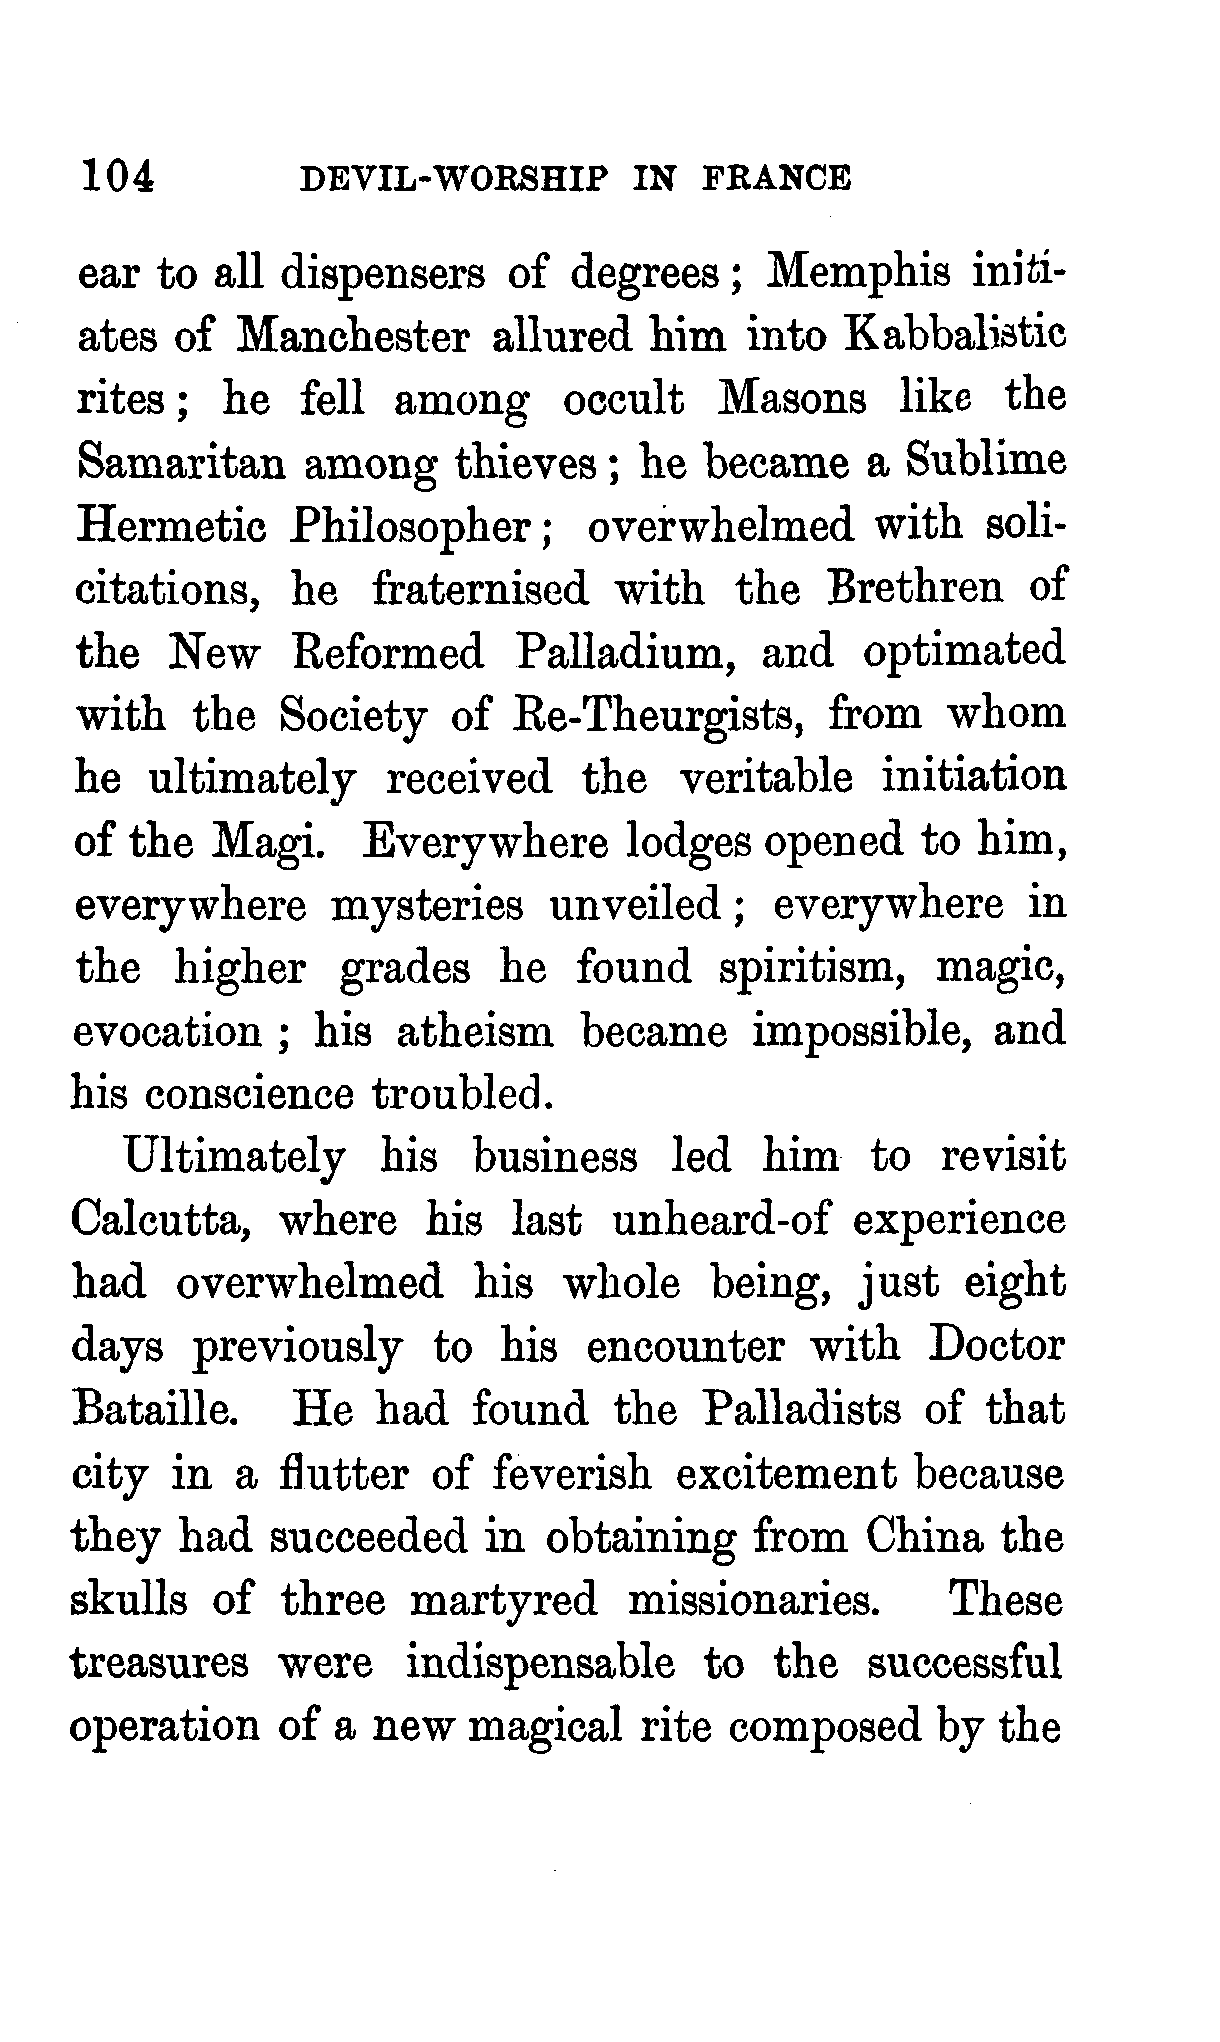 104 DEVIL-WORSHIP IN FRANCE
ear to all dispensers of degrees ; Memphis initi-
ates of Manchester allured him into Kabbalistic
rites ; he fell among occult Masons like the
Samaritan among thieves ; he became a Sublime
Hermetic Philosopher ; overwhelmed with soli-
citations, he fraternised with the Brethren of
the New Reformed Palladium, and optimated
with the Society of Re-Theurgists, from whom
he ultimately received the veritable initiation
of the Magi. Everywhere lodges opened to him,
everywhere mysteries unveiled ; everywhere in
the higher grades he found spiritism, magic,
evocation ; his atheism became impossible, and
his conscience troubled.
Ultimately his business led him to revisit
Calcutta, where his last unheard-of experience
had overwhelmed his whole being, just eight
days previously to his encounter with Doctor
Bataille. He had found the Palladists of that
city in a flutter of feverish excitement because
they had succeeded in obtaining from China the
skulls of three martyred missionaries. These
treasures were indispensable to the successful
operation of a new magical rite composed by the